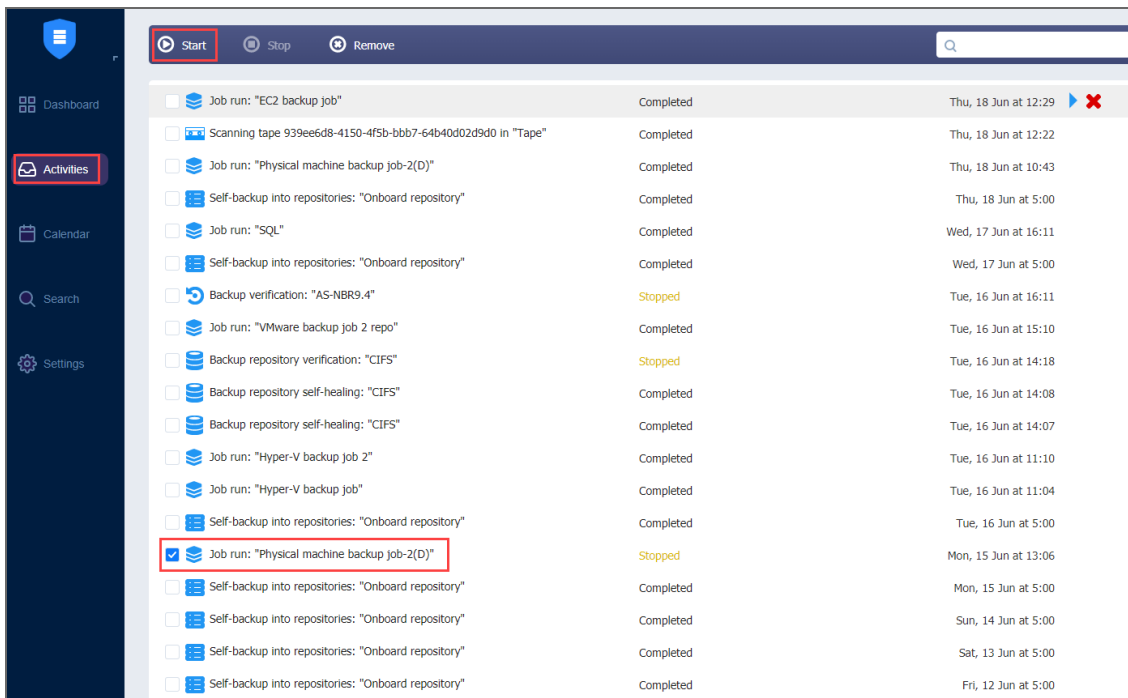 Start Stop Remove
Dashboard
Activities
Calendar
Search
Settings
Job run: "EC2 backup job" Completed Thu, 18 Jun at 12:29
Scanning tape 939ee6d8-4150-4f5b-bbb7-64b40d02d9d0 in "Tape" Completed Thu, 18 Jun at 12:22
Job run: "Physical machine backup job-2(D)" Completed Thu, 18 Jun at 10:43
Self-backup into repositories: "Onboard repository" Completed Thu, 18 Jun at 5:00
Job run: "SQL" Completed Wed, 17 Jun at 16:11
Self-backup into repositories: "Onboard repository" Completed Wed, 17 Jun at 5:00
Backup verification: "AS-NBR9.4" Stopped Tue, 16 Jun at 16:11
Job run: "VMware backup job 2 repo" Completed Tue, 16 Jun at 15:10
Backup repository verification: "CIFS" Stopped Tue, 16 Jun at 14:18
Backup repository self-healing: "CIFS" Completed Tue, 16 Jun at 14:08
Backup repository self-healing: "CIFS" Completed Tue, 16 Jun at 14:07
Job run: "Hyper-V backup job 2" Completed Tue, 16 Jun at 11:10
Job run: "Hyper-V backup job" Completed Tue, 16 Jun at 11:04
Self-backup into repositories: "Onboard repository" Completed Tue, 16 Jun at 5:00
Job run: "Physical machine backup job-2(D)" Stopped Mon, 15 Jun at 13:06
Self-backup into repositories: "Onboard repository" Completed Mon, 15 Jun at 5:00
Self-backup into repositories: "Onboard repository" Completed Sun, 14 Jun at 5:00
Self-backup into repositories: "Onboard repository" Completed Sat, 13 Jun at 5:00
Self-backup into repositories: "Onboard repository" Completed Fri, 12 Jun at 5:00